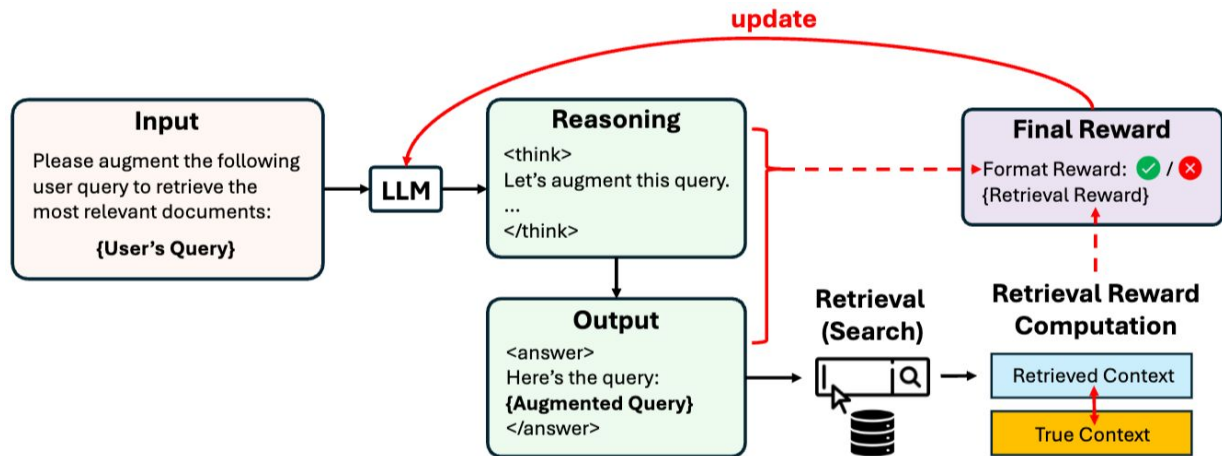 update
Input
Please augment the following
user query to retrieve the
most relevant documents:
{User's Query}
LLM
Reasoning
<think>
Let's augment this query.
...
</think>
Output
<answer>
Here's the query:
{Augmented Query}
</answer>
Retrieval
(Search)
Final Reward
Format Reward: ✓ / ✗
{Retrieval Reward}
Retrieval Reward
Computation
Retrieved Context
True Context